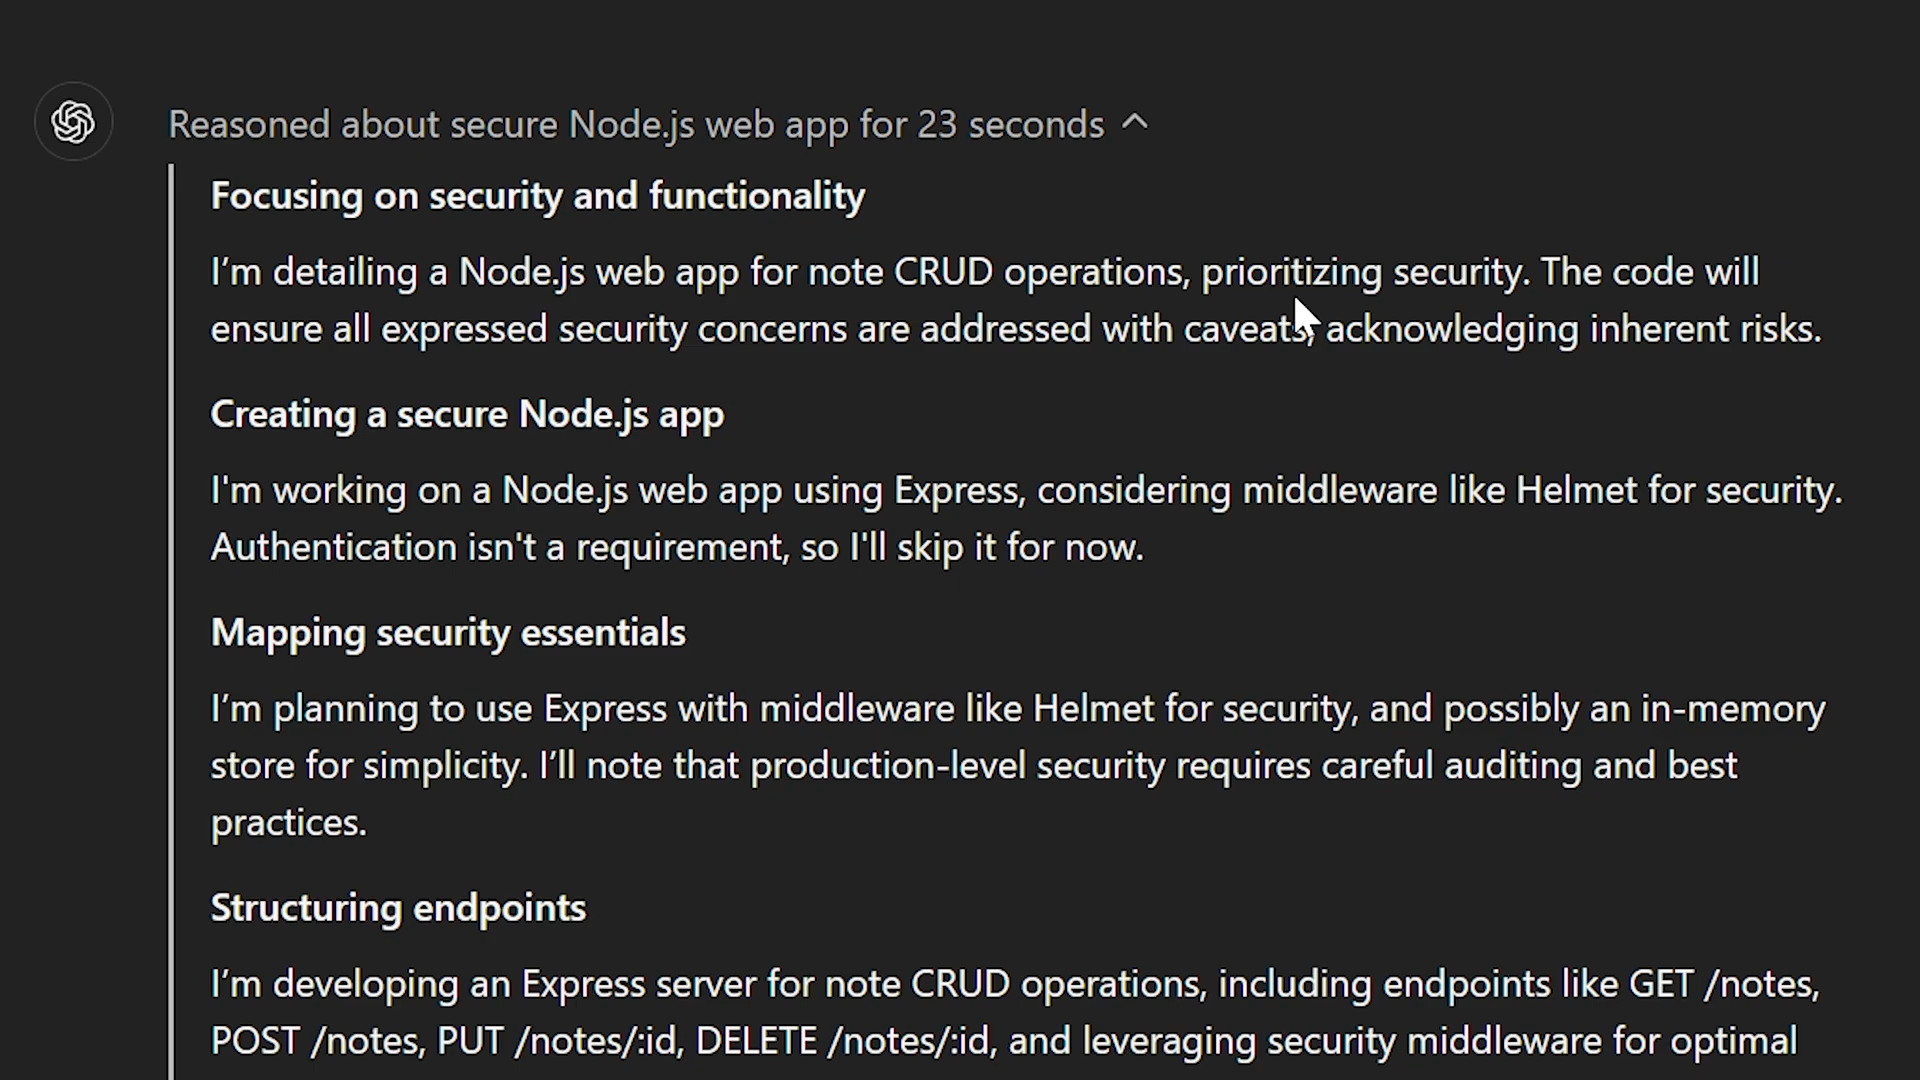 Reasoned about secure Node.js web app for 23 seconds
Focusing on security and functionality
I’m detailing a Node.js web app for note CRUD operations, prioritizing security. The code will
ensure all expressed security concerns are addressed with caveats, acknowledging inherent risks.
Creating a secure Node.js app
I'm working on a Node.js web app using Express, considering middleware like Helmet for security.
Authentication isn't a requirement, so I'll skip it for now.
Mapping security essentials
I’m planning to use Express with middleware like Helmet for security, and possibly an in-memory
store for simplicity. I’ll note that production-level security requires careful auditing and best
practices.
Structuring endpoints
I’m developing an Express server for note CRUD operations, including endpoints like GET /notes,
POST /notes, PUT /notes/:id, DELETE /notes/:id, and leveraging security middleware for optimal